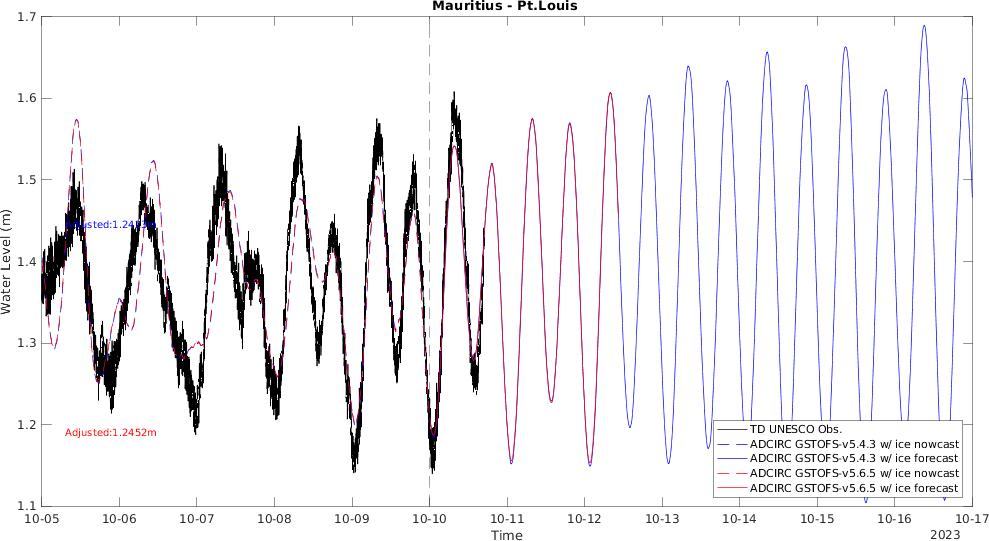 Mauritius - Pt.Louis
1.7
1.6
1.5
1.4
1.3
1.2
1.1
Water Level (m)
Adjusted:1.2452m
TD UNESCO Obs.
ADCIRC GSTOFS-v5.4.3 w/ ice nowcast
ADCIRC GSTOFS-v5.4.3 w/ ice forecast
ADCIRC GSTOFS-v5.6.5 w/ ice nowcast
ADCIRC GSTOFS-v5.6.5 w/ ice forecast
10-05 10-06 10-07 10-08 10-09 10-10 10-11 10-12 10-13 10-14 10-15 10-16 10-17
Time
2023